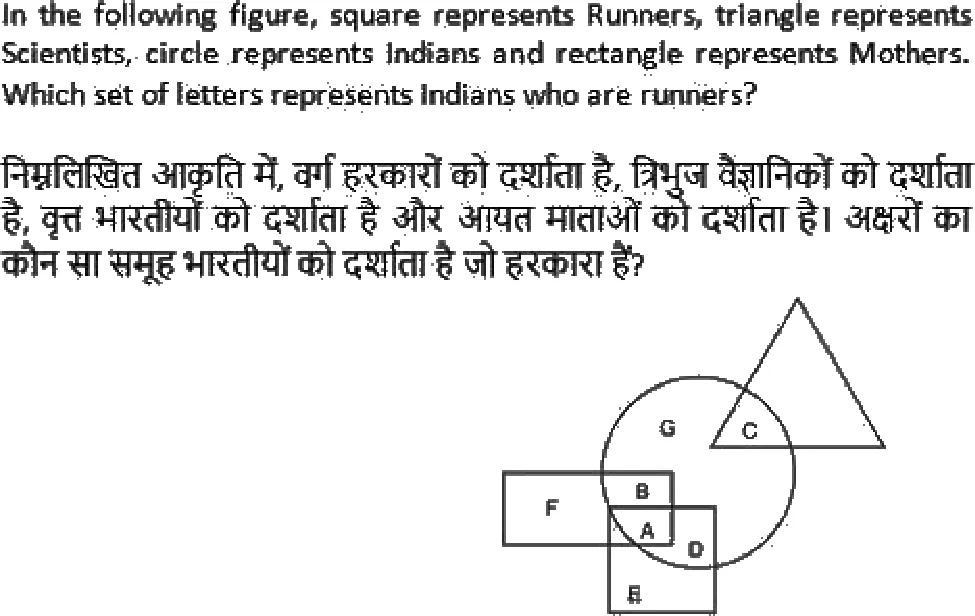 In the following figure, square represents Runners, triangle represents
Scientists, circle represents Indians and rectangle represents Mothers.
Which set of letters represents Indians who are runners?
निम्नलिखित आकृति में, वर्ग हरकारों को दर्शाता है, त्रिभुज वैज्ञानिकों को दर्शाता
है, वृत्त भारतीयों को दर्शाता है और आयत माताओं को दर्शाता है। अक्षरों का
कौन सा समूह भारतीयों को दर्शाता है जो हरकारा हैं?
G
C
B
F
A
D
E